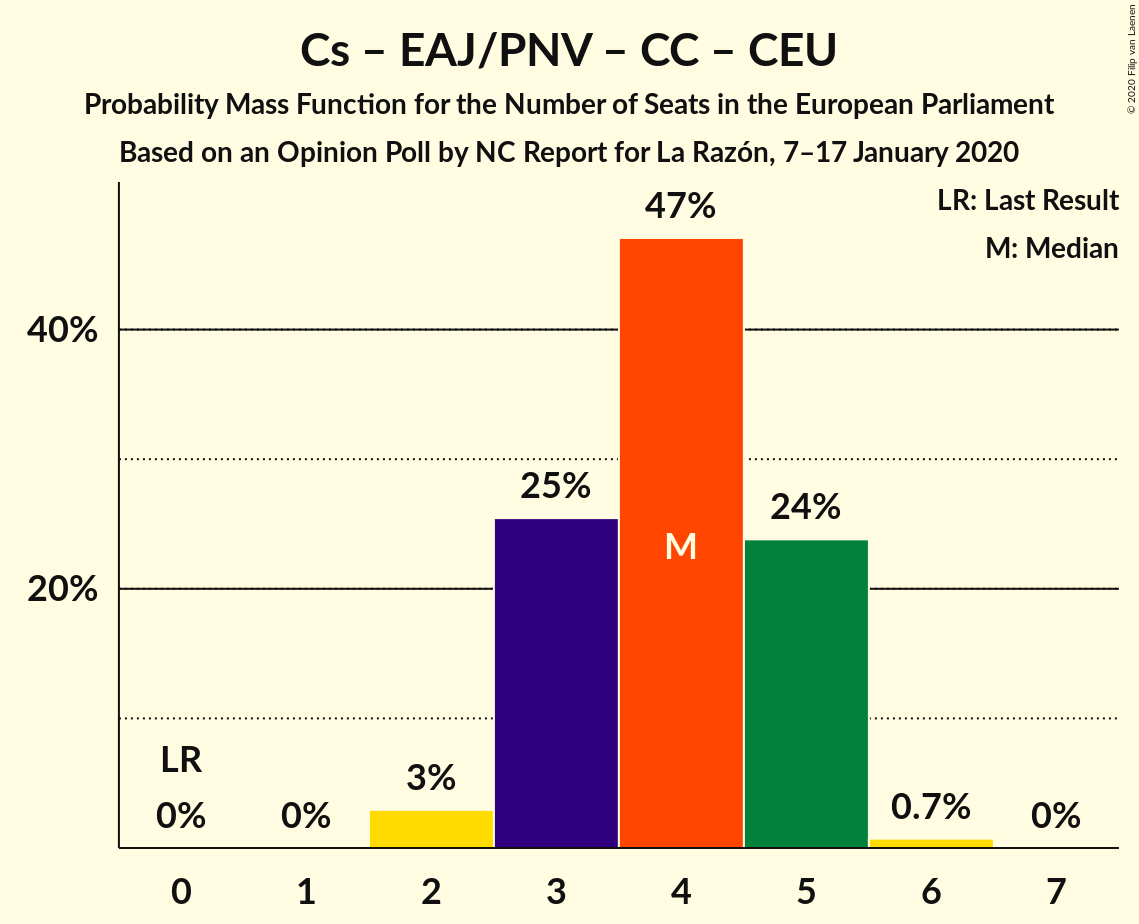 Cs – EAJ/PNV – CC – CEU
Probability Mass Function for the Number of Seats in the European Parliament
Based on an Opinion Poll by NC Report for La Razón, 7–17 January 2020
© 2020 Filip van Laenen
LR: Last Result
M: Median
47%
40%
25%
24%
M
20%
LR
0%
0%
3%
0.7%
0%
0 1 2 3 4 5 6 7